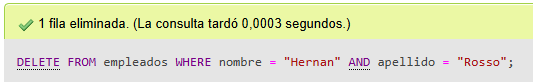 1 fila eliminada. (La consulta tardó 0,0003 segundos.)
DELETE FROM empleados WHERE nombre = "Hernan" AND apellido = "Rosso";